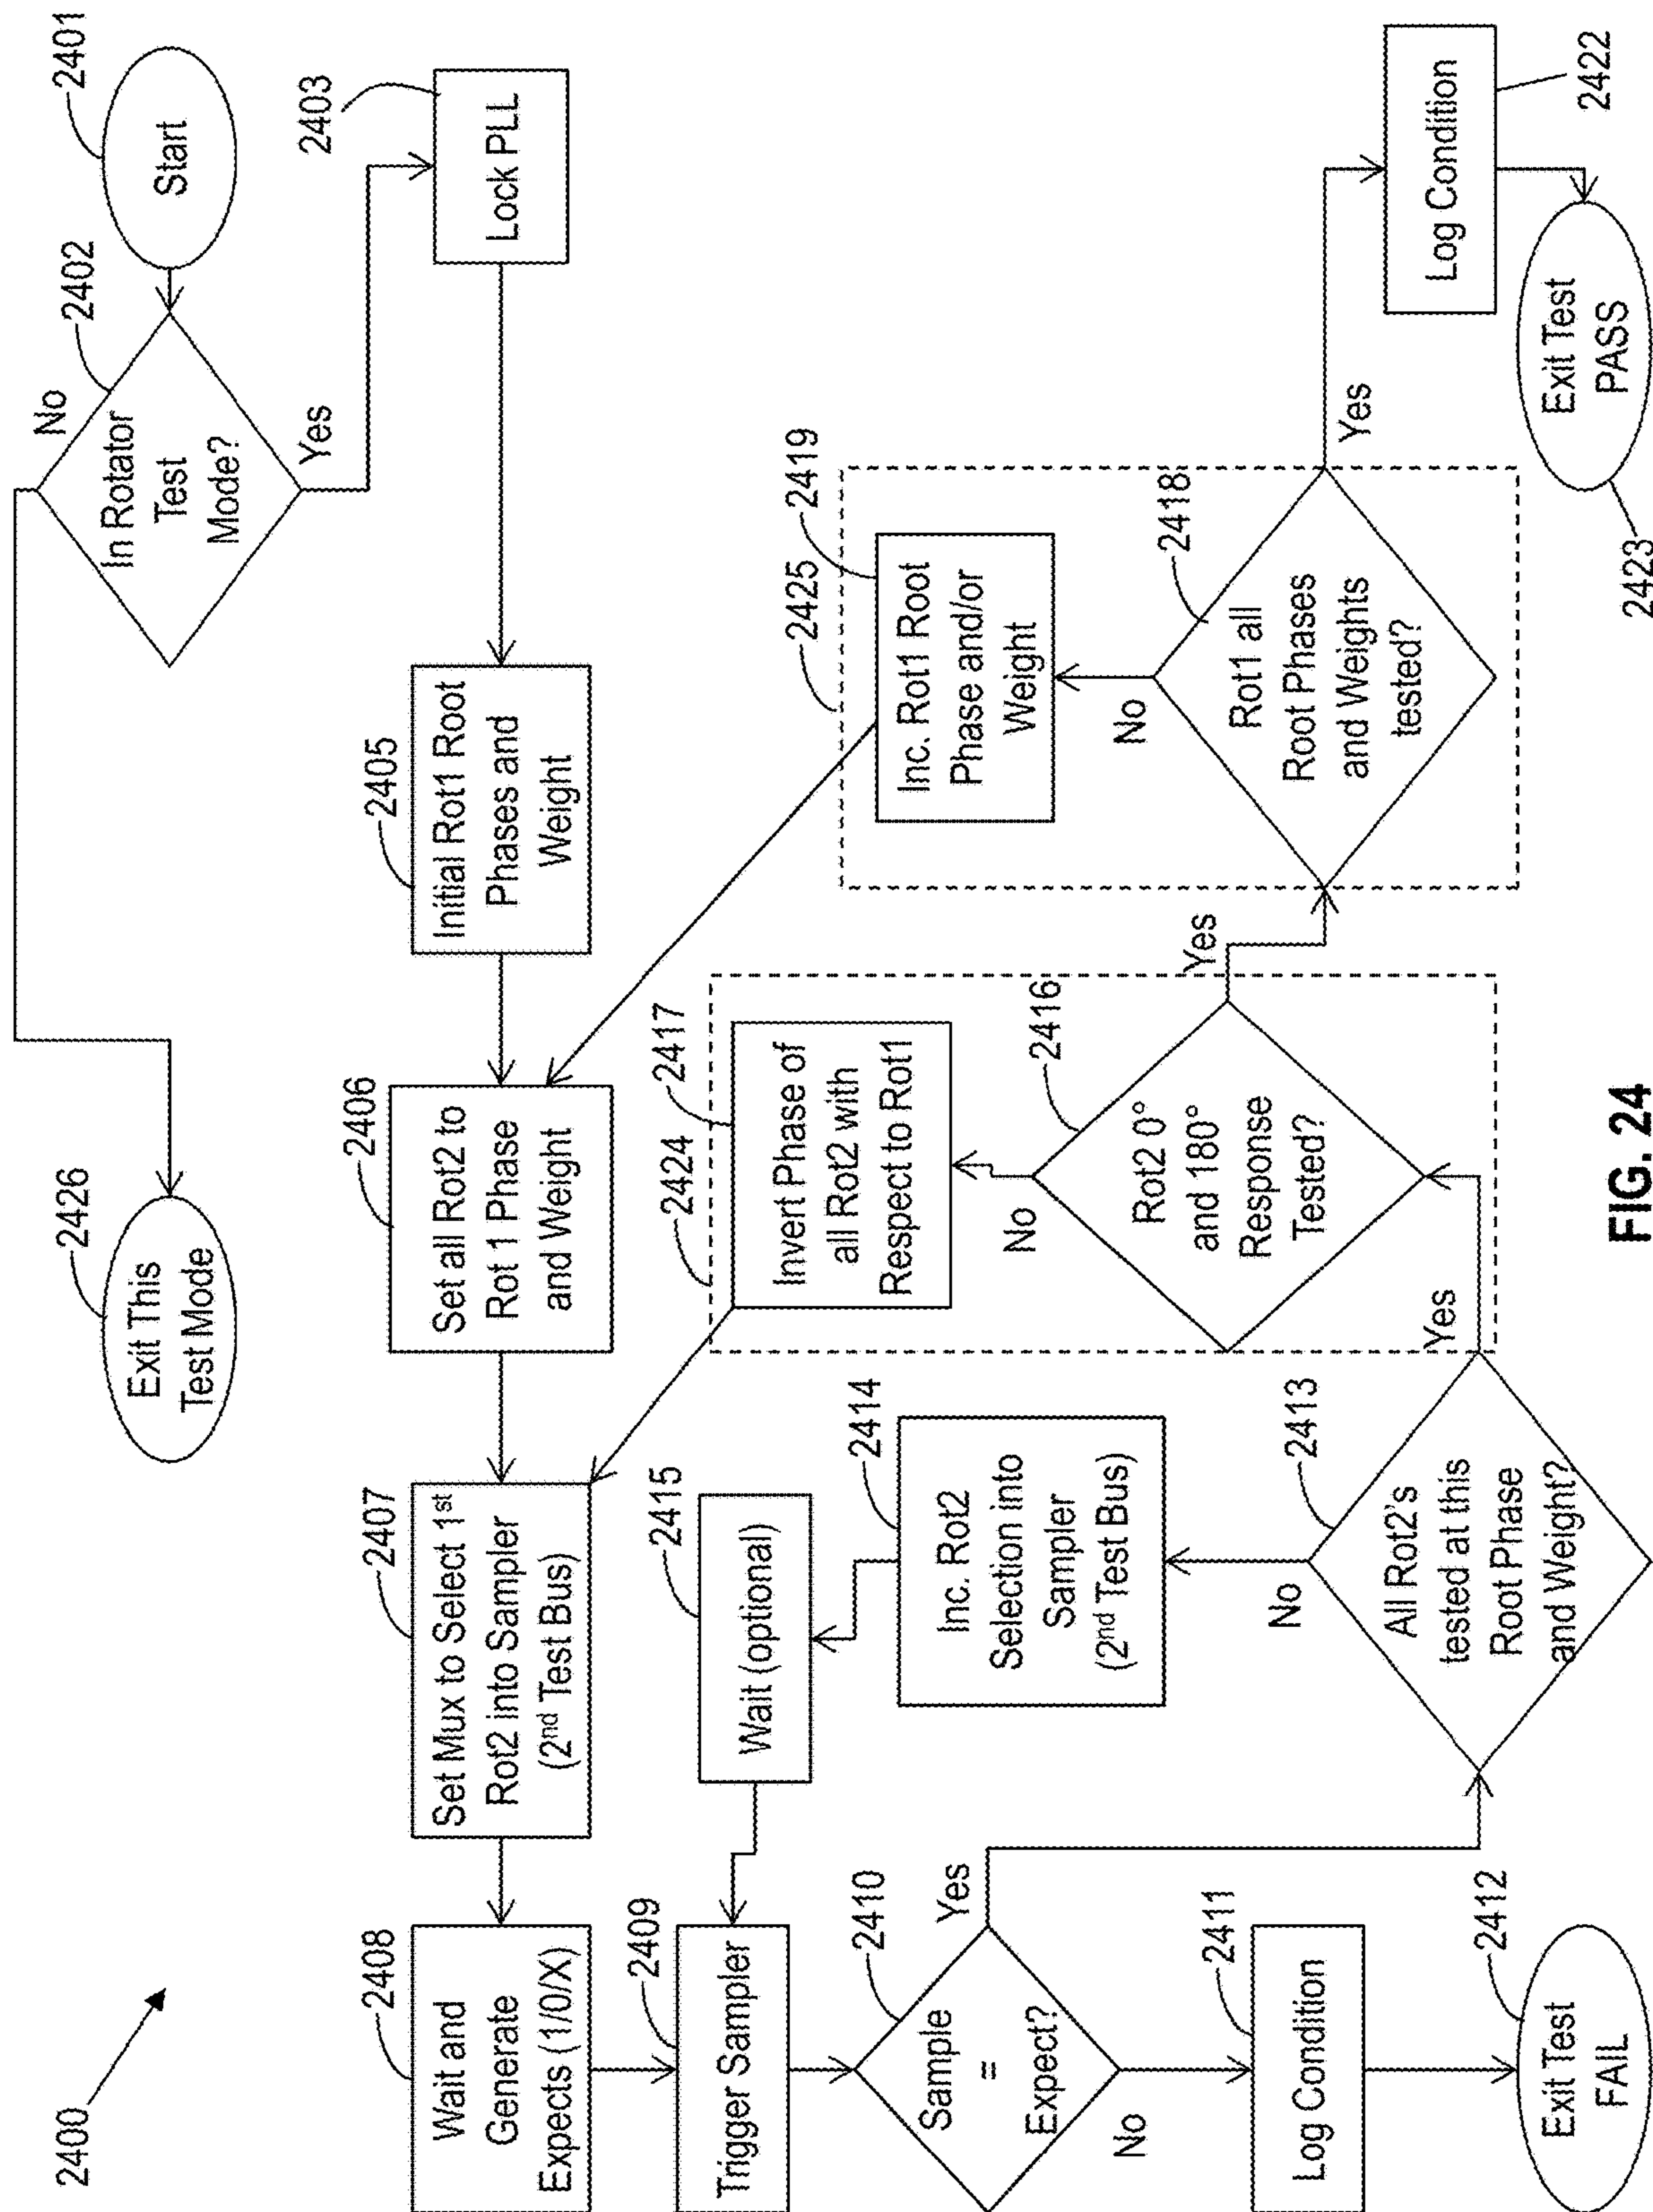 2400
2401
Start
2402
In Rotator
Test
Mode?
No
Yes
2426
Exit This
Test Mode
2403
Lock PLL
2405
Initial Rot1 Root
Phases and
Weight
2406
Set all Rot2 to
Rot 1 Phase
and Weight
2407
Set Mux to Select 1st
Rot2 into Sampler
(2nd Test Bus)
2408
Wait and
Generate
Expects (1/0/X)
2409
Trigger Sampler
2410
Sample
=
Expect?
Yes
No
2411
Log Condition
2412
Exit Test
FAIL
2415
Wait (optional)
2414
Inc. Rot2
Selection into
Sampler
(2nd Test Bus)
No
2413
All Rot2's
tested at this
Root Phase
and Weight?
Yes
2424
2417
Invert Phase of
all Rot2 with
Respect to Rot1
No
2416
Rot2 0°
and 180°
Response
Tested?
Yes
2425
2419
Inc. Rot1 Root
Phase and/or
Weight
No
2418
Rot1 all
Root Phases
and Weights
tested?
Yes
Log Condition
2422
Exit Test
PASS
2423
FIG. 24